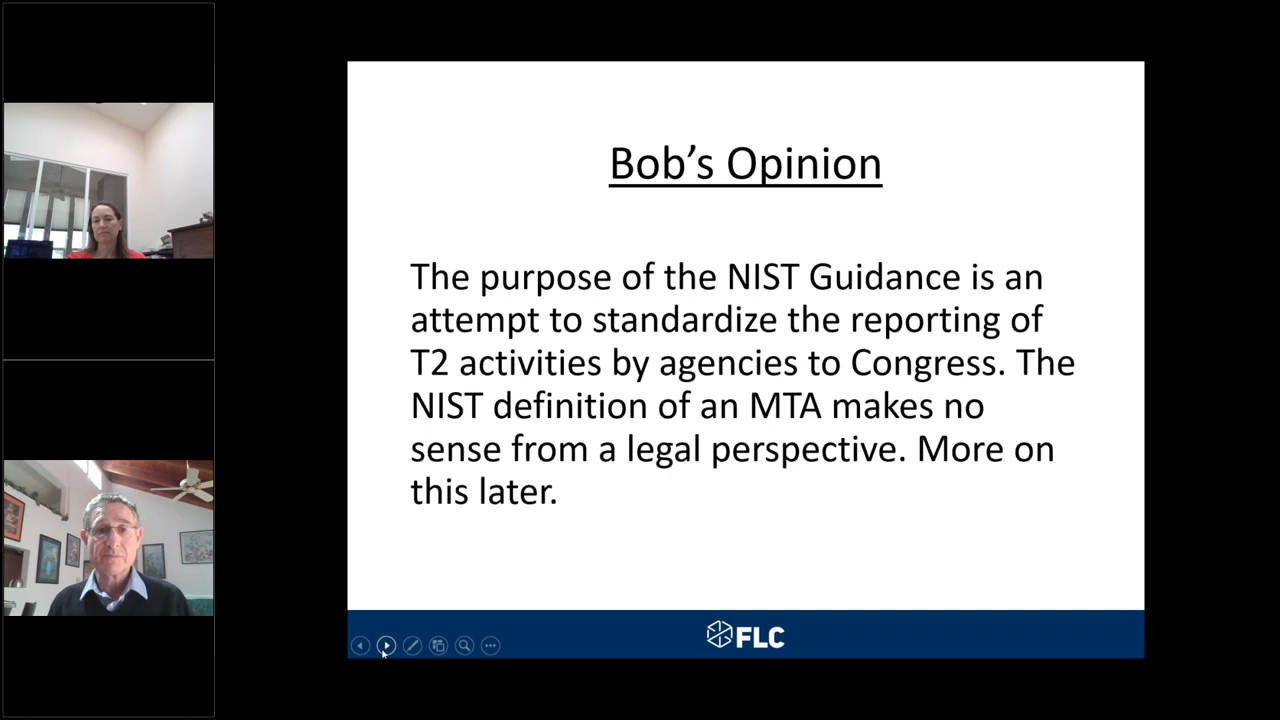 Bob’s Opinion
The purpose of the NIST Guidance is an
attempt to standardize the reporting of
T2 activities by agencies to Congress. The
NIST definition of an MTA makes no
sense from a legal perspective. More on
this later.
FLC